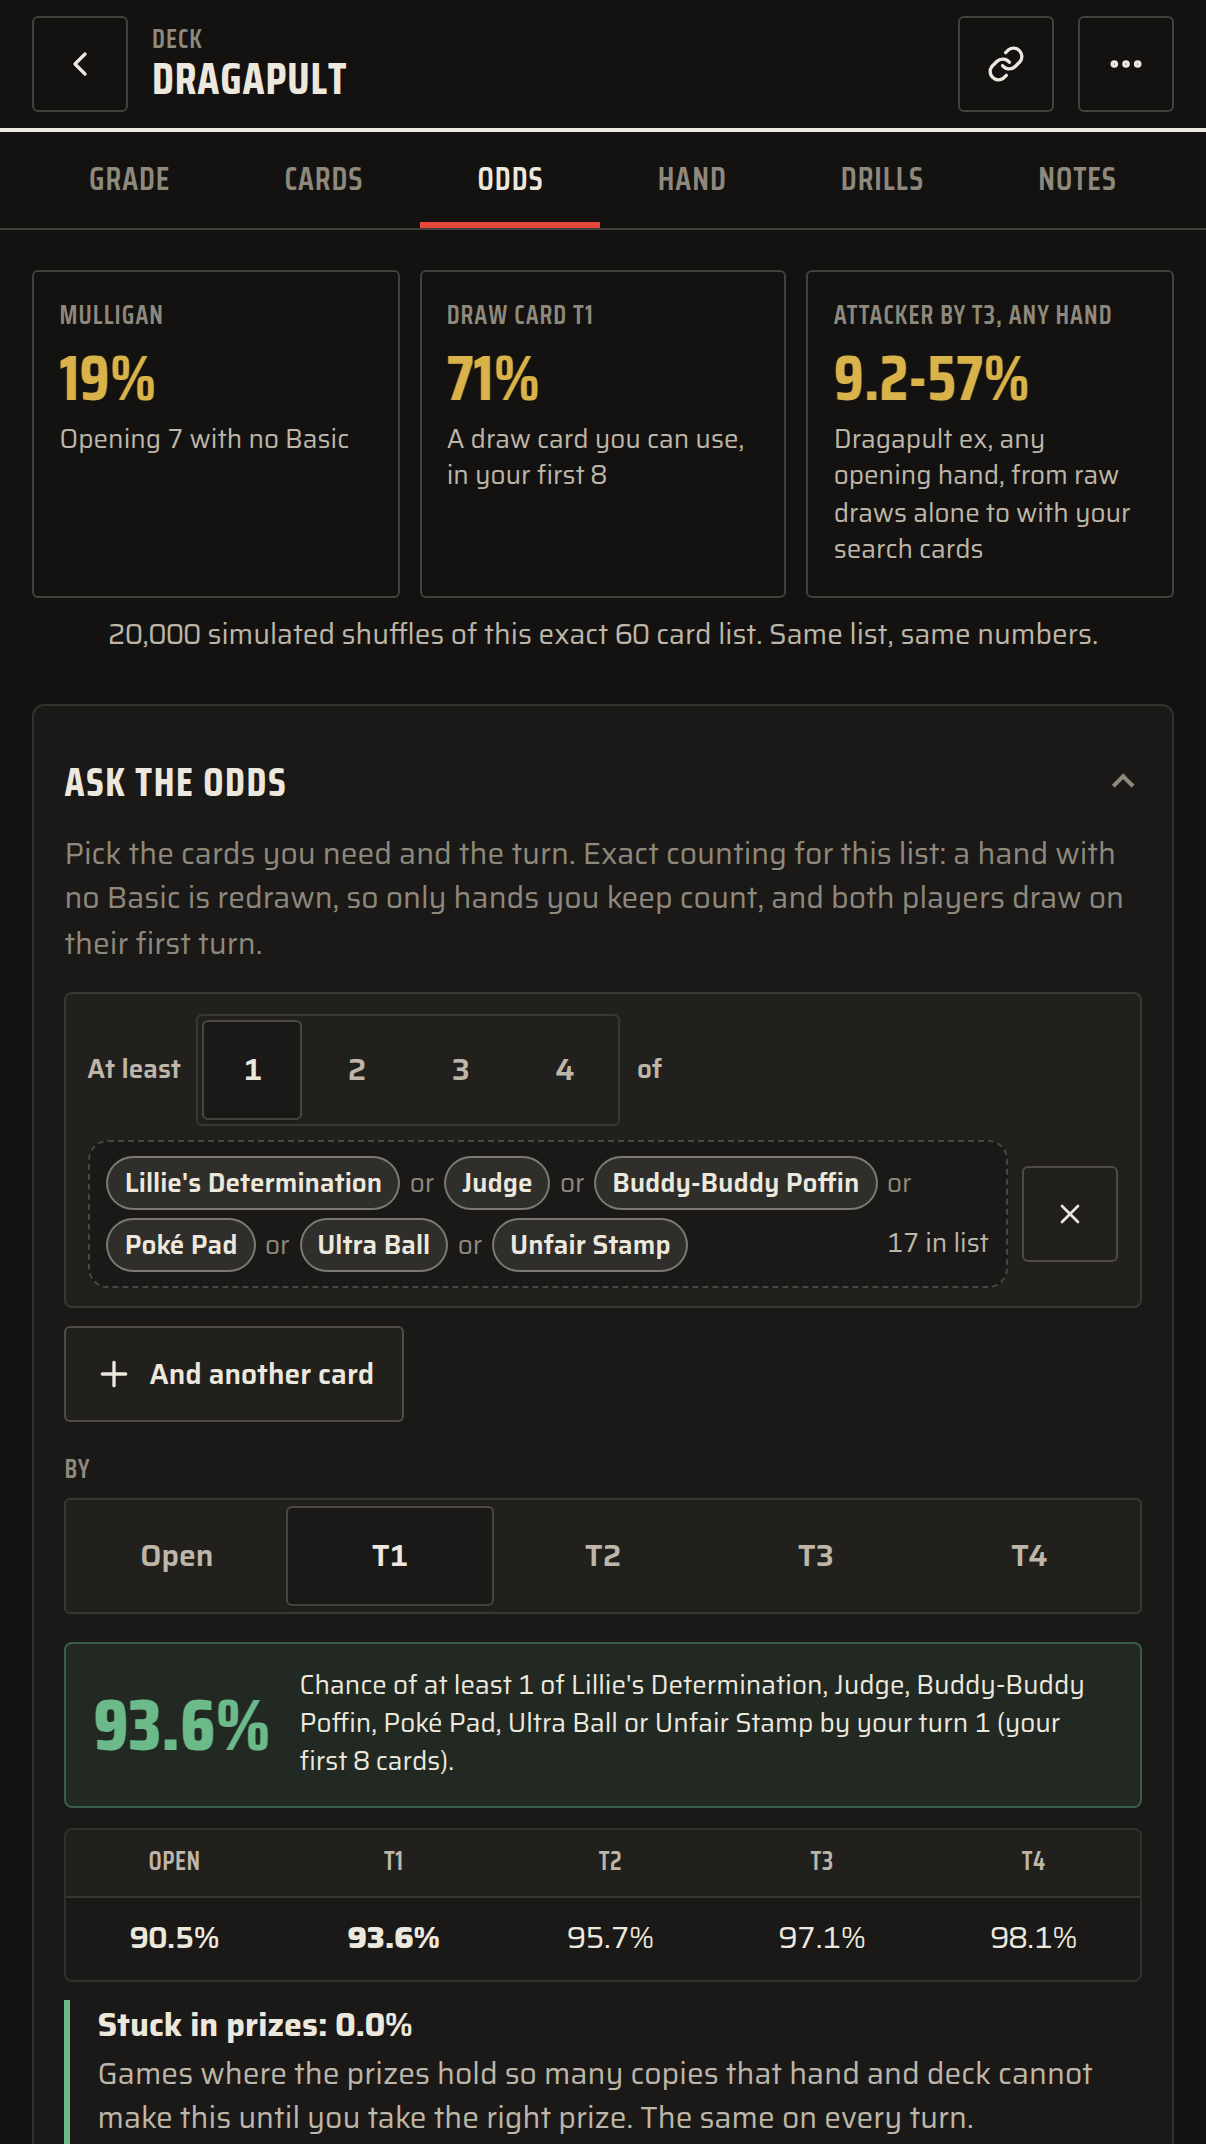 DECK
DRAGAPULT
GRADE CARDS ODDS HAND DRILLS NOTES
MULLIGAN
19%
Opening 7 with no Basic
DRAW CARD T1
71%
A draw card you can use,
in your first 8
ATTACKER BY T3, ANY HAND
9.2-57%
Dragapult ex, any
opening hand, from raw
draws alone to with your
search cards
20,000 simulated shuffles of this exact 60 card list. Same list, same numbers.
ASK THE ODDS
Pick the cards you need and the turn. Exact counting for this list: a hand with
no Basic is redrawn, so only hands you keep count, and both players draw on
their first turn.
At least 1 2 3 4 of
Lillie's Determination or Judge or Buddy-Buddy Poffin or
Poké Pad or Ultra Ball or Unfair Stamp 17 in list
And another card
BY
Open T1 T2 T3 T4
93.6%
Chance of at least 1 of Lillie's Determination, Judge, Buddy-Buddy
Poffin, Poké Pad, Ultra Ball or Unfair Stamp by your turn 1 (your
first 8 cards).
OPEN T1 T2 T3 T4
90.5% 93.6% 95.7% 97.1% 98.1%
Stuck in prizes: 0.0%
Games where the prizes hold so many copies that hand and deck cannot
make this until you take the right prize. The same on every turn.